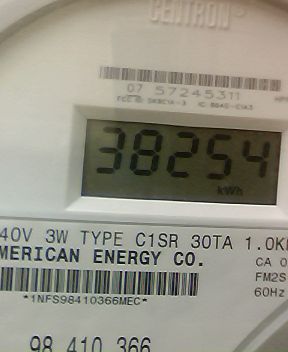 CENTRON®
07 57245311
38254
kWh
40V 3W TYPE C1SR 30TA 1.0K
MERICAN ENERGY CO.
CA 0
FM2S
60Hz
*1NFS98410366MEC*
98 410 366